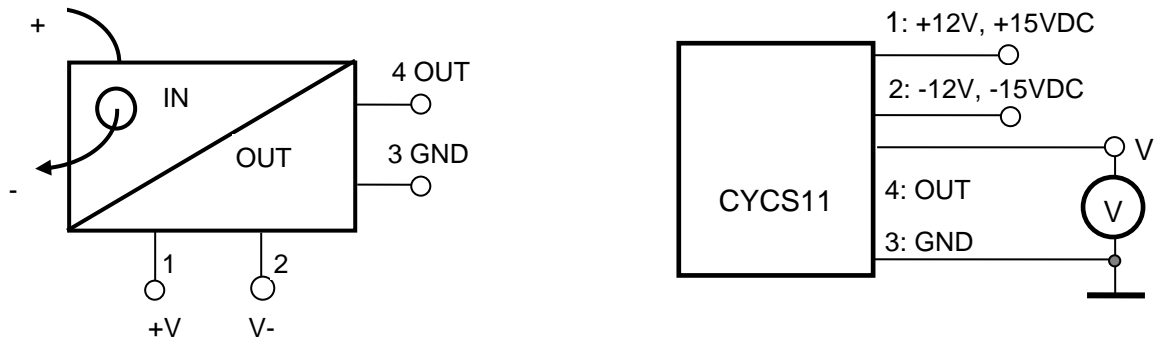 +
IN
OUT
-
4 OUT
3 GND
1
2
+V
V-
1: +12V, +15VDC
2: -12V, -15VDC
V
CYCS11
4: OUT
V
3: GND